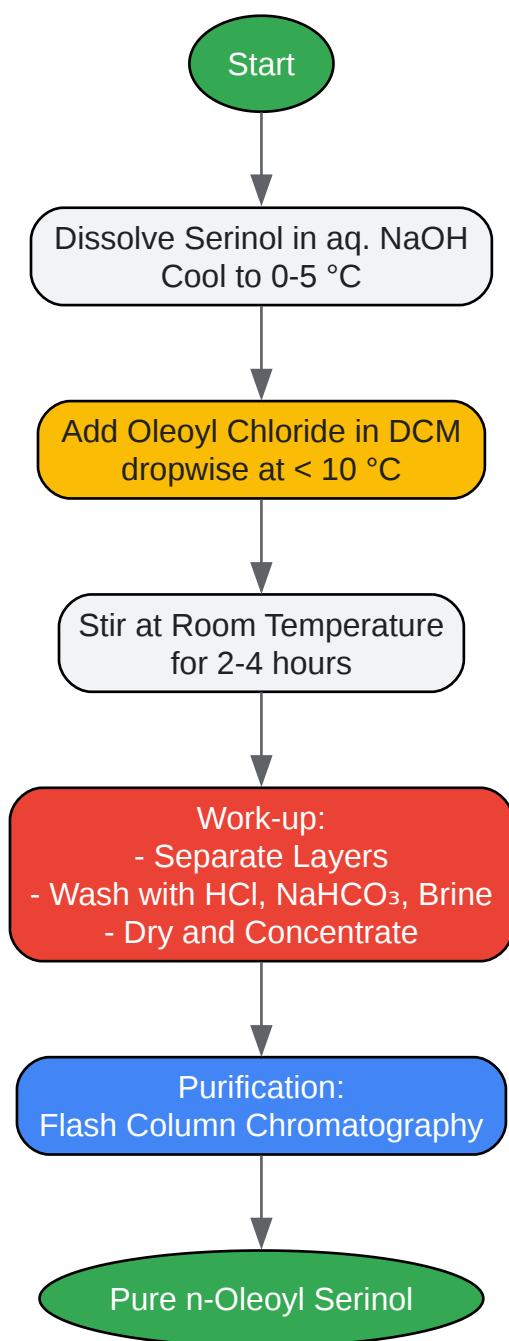 Start
Dissolve Serinol in aq. NaOH
Cool to 0-5 °C
Add Oleoyl Chloride in DCM
dropwise at < 10 °C
Stir at Room Temperature
for 2-4 hours
Work-up:
- Separate Layers
- Wash with HCl, NaHCO₃, Brine
- Dry and Concentrate
Purification:
Flash Column Chromatography
Pure n-Oleoyl Serinol